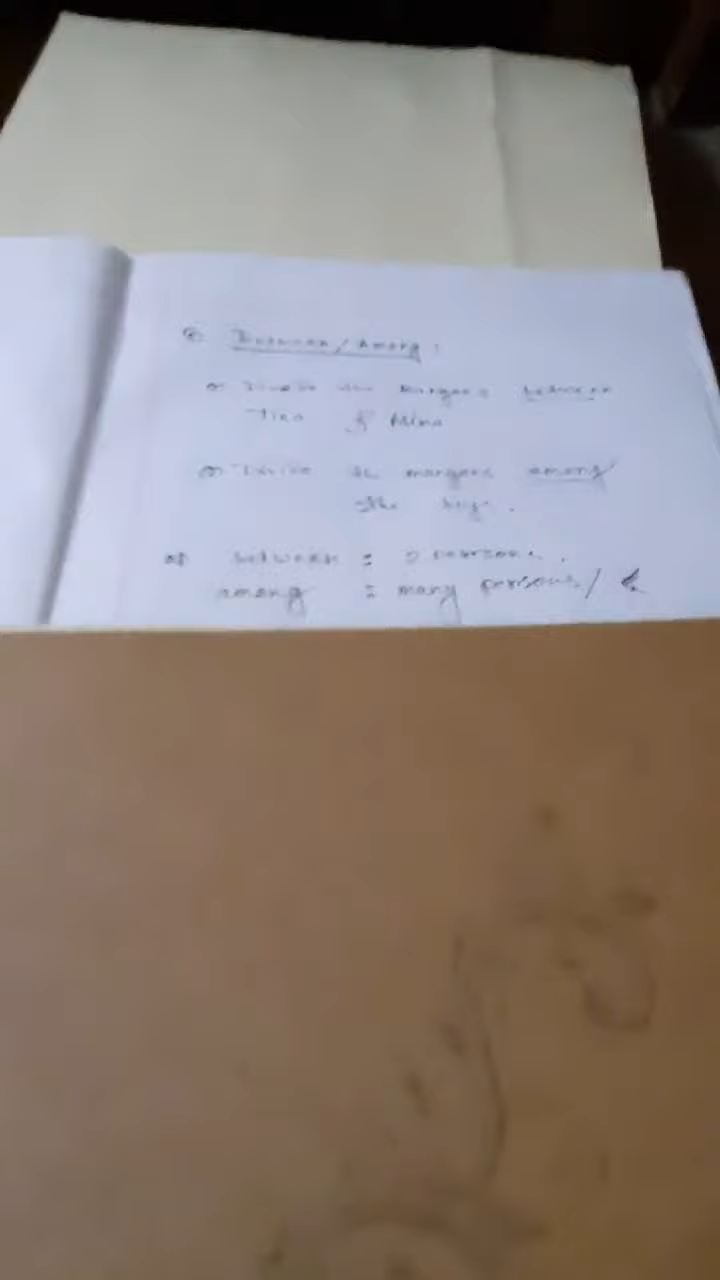 Between / Among :
Divide the mangoes between
Tina & Mina
Divide the mangoes among
the boys .
between : 2 persons .
among : many persons /